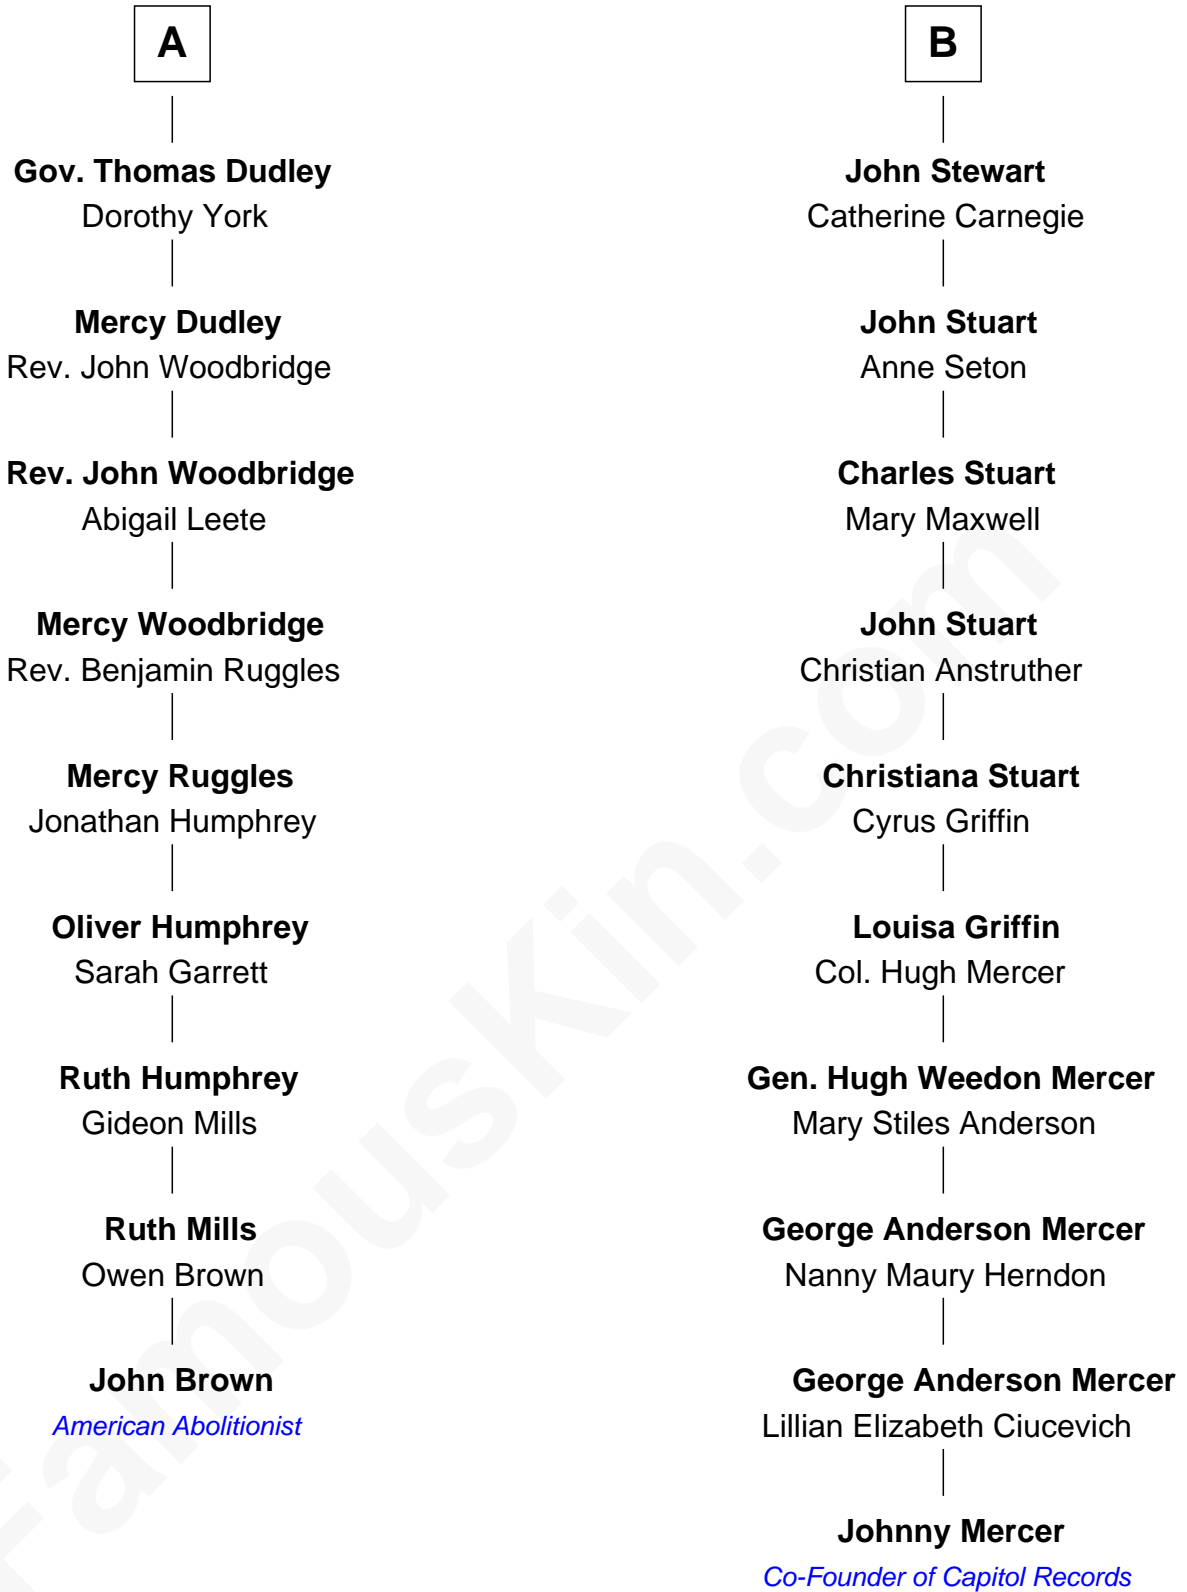 A
Gov. Thomas Dudley
Dorothy York
Mercy Dudley
Rev. John Woodbridge
Rev. John Woodbridge
Abigail Leete
Mercy Woodbridge
Rev. Benjamin Ruggles
Mercy Ruggles
Jonathan Humphrey
Oliver Humphrey
Sarah Garrett
Ruth Humphrey
Gideon Mills
Ruth Mills
Owen Brown
John Brown
American Abolitionist
B
John Stewart
Catherine Carnegie
John Stuart
Anne Seton
Charles Stuart
Mary Maxwell
John Stuart
Christian Anstruther
Christiana Stuart
Cyrus Griffin
Louisa Griffin
Col. Hugh Mercer
Gen. Hugh Weedon Mercer
Mary Stiles Anderson
George Anderson Mercer
Nanny Maury Herndon
George Anderson Mercer
Lillian Elizabeth Ciucevich
Johnny Mercer
Co-Founder of Capitol Records
FamousKin.com